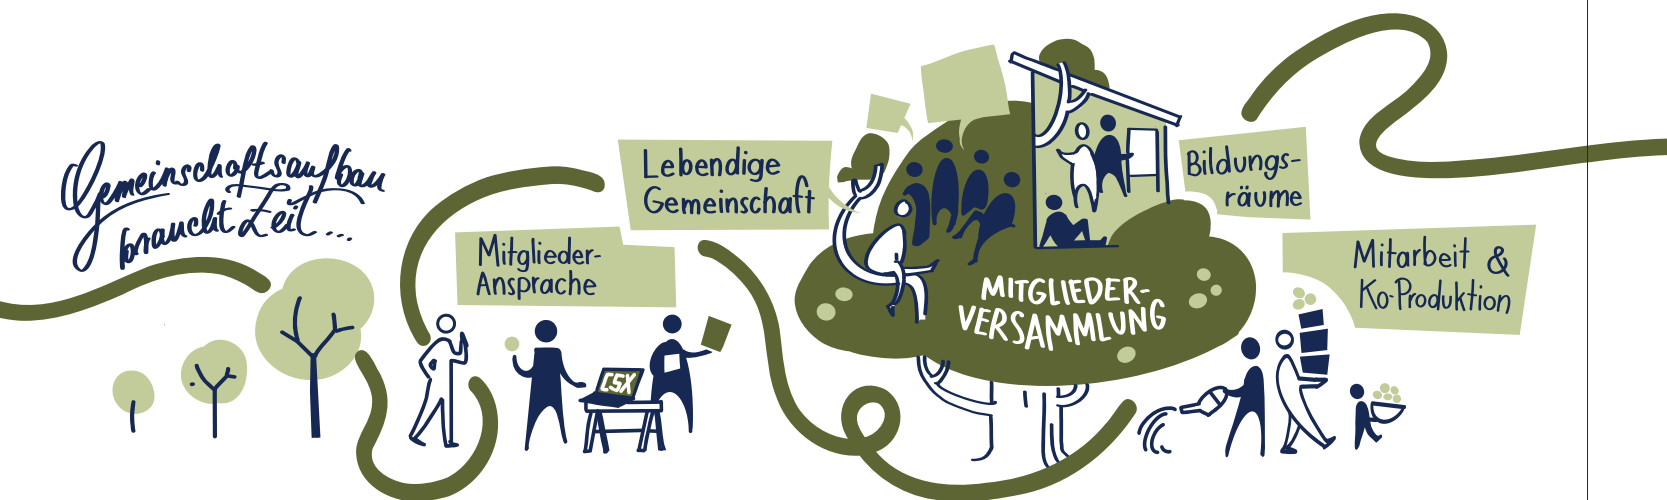 Gemeinschaftsaufbau
braucht Zeit...
Mitglieder-
Ansprache
CSX
Lebendige
Gemeinschaft
MITGLIEDER-
VERSAMMLUNG
Bildungs-
räume
Mitarbeit &
Ko-Produktion